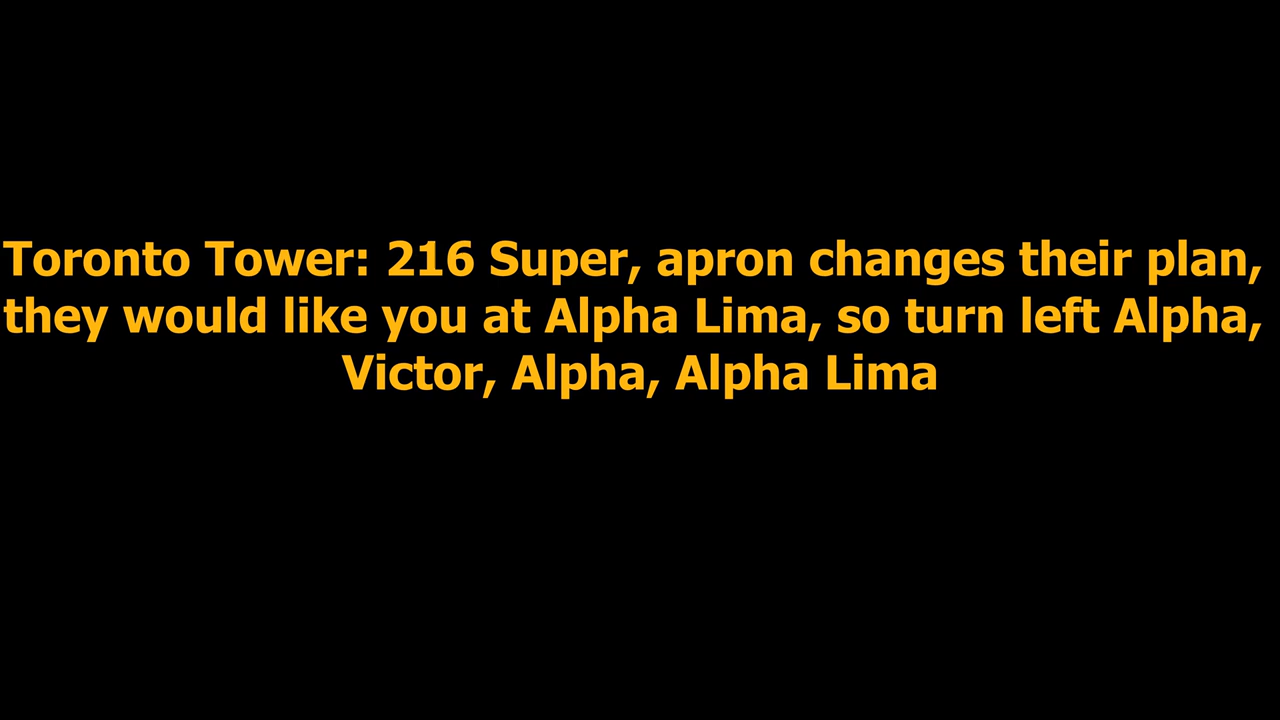 Toronto Tower: 216 Super, apron changes their plan,
they would like you at Alpha Lima, so turn left Alpha,
Victor, Alpha, Alpha Lima